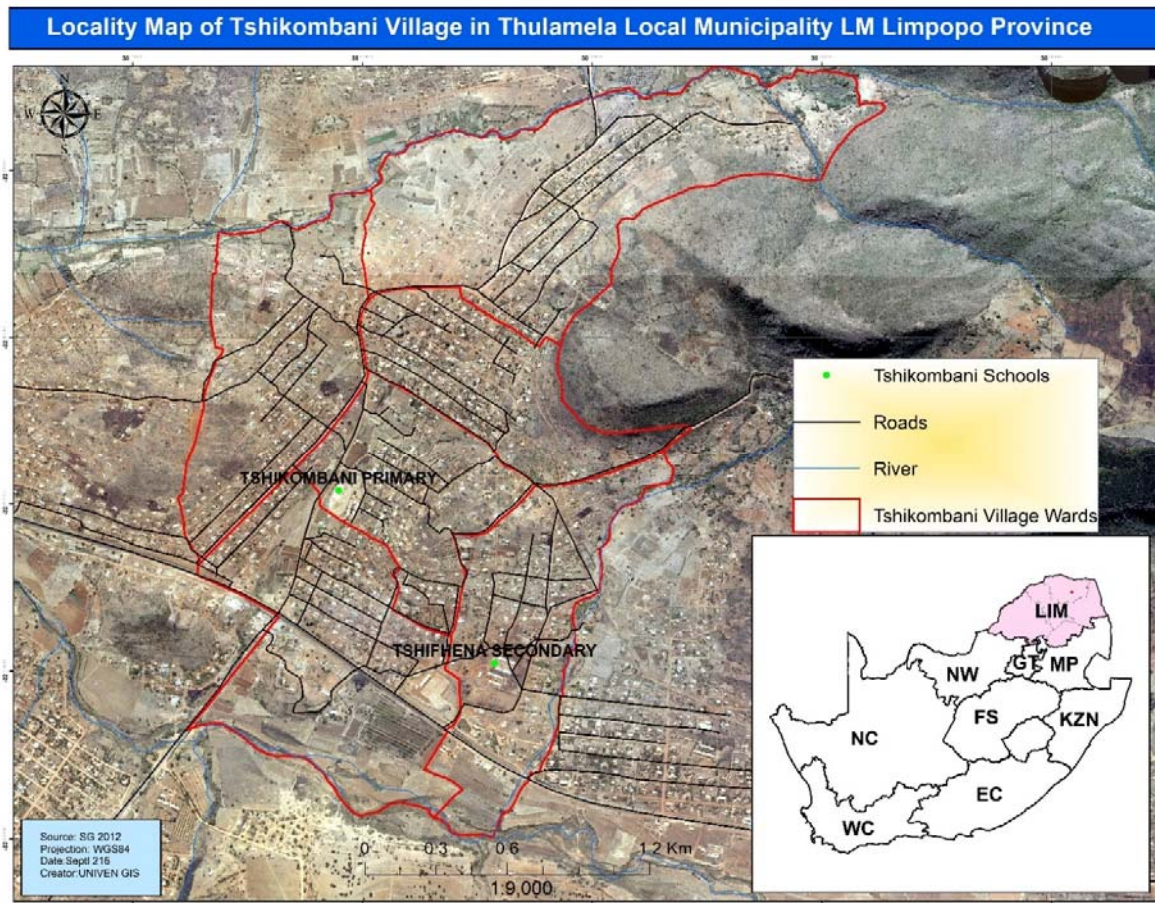 Locality Map of Tshikombani Village in Thulamela Local Municipality LM Limpopo Province
N
W
E
TSHIKOMBANI PRIMARY
TSHIFHENA SECONDARY
Tshikombani Schools
Roads
River
Tshikombani Village Wards
LIM
NW
GT
MP
FS
KZN
NC
EC
WC
Source: SG 2012
Projection: WGS84
Date:Septl 216
Creator:UNIVEN GIS
0 0.3 0.6 1.2 Km
1:9,000